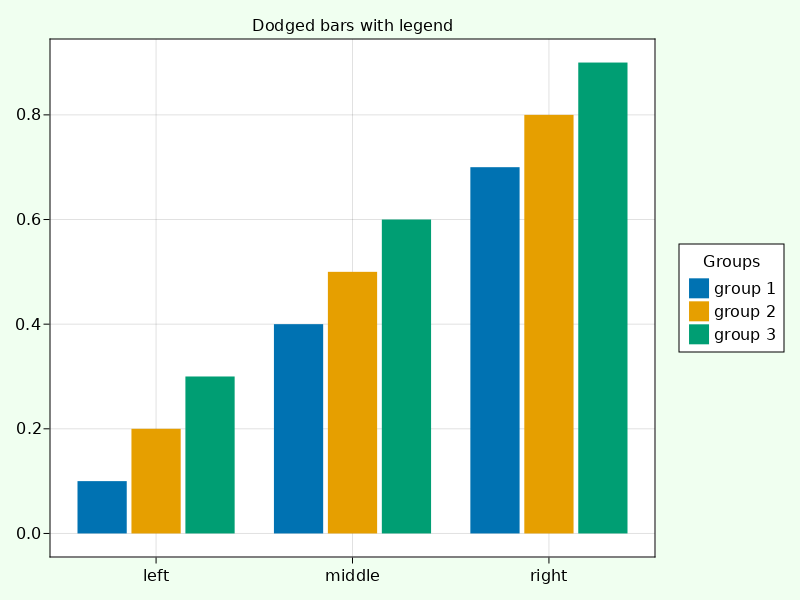 Dodged bars with legend
0.8
0.6
0.4
0.2
0.0
left
middle
right
Groups
group 1
group 2
group 3